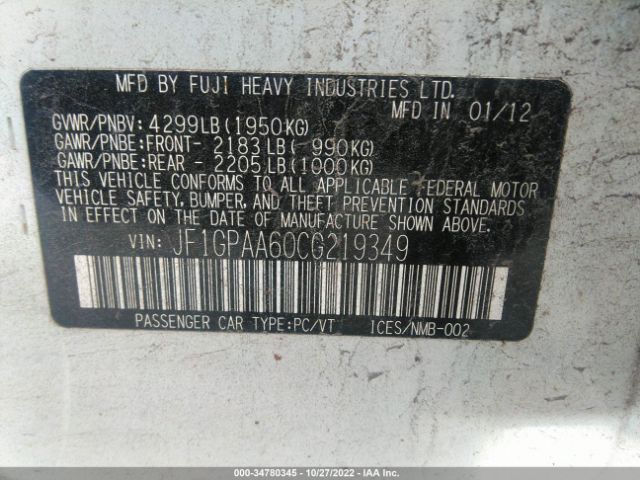 MFD BY FUJI HEAVY INDUSTRIES LTD.
MFD IN 01/12
GVWR/PNBV: 4299LB(1950KG)
GAWR/PNBE:FRONT- 2183LB( 990KG)
GAWR/PNBE:REAR - 2205LB(1000KG)
THIS VEHICLE CONFORMS TO ALL APPLICABLE FEDERAL MOTOR
VEHICLE SAFETY, BUMPER, AND THEFT PREVENTION STANDARDS
IN EFFECT ON THE DATE OF MANUFACTURE SHOWN ABOVE.
VIN: JF1GPAA60CG219349
PASSENGER CAR TYPE:PC/VT ICES/NMB-002
000-34780345 | 10/27/2022 | IAA Inc.